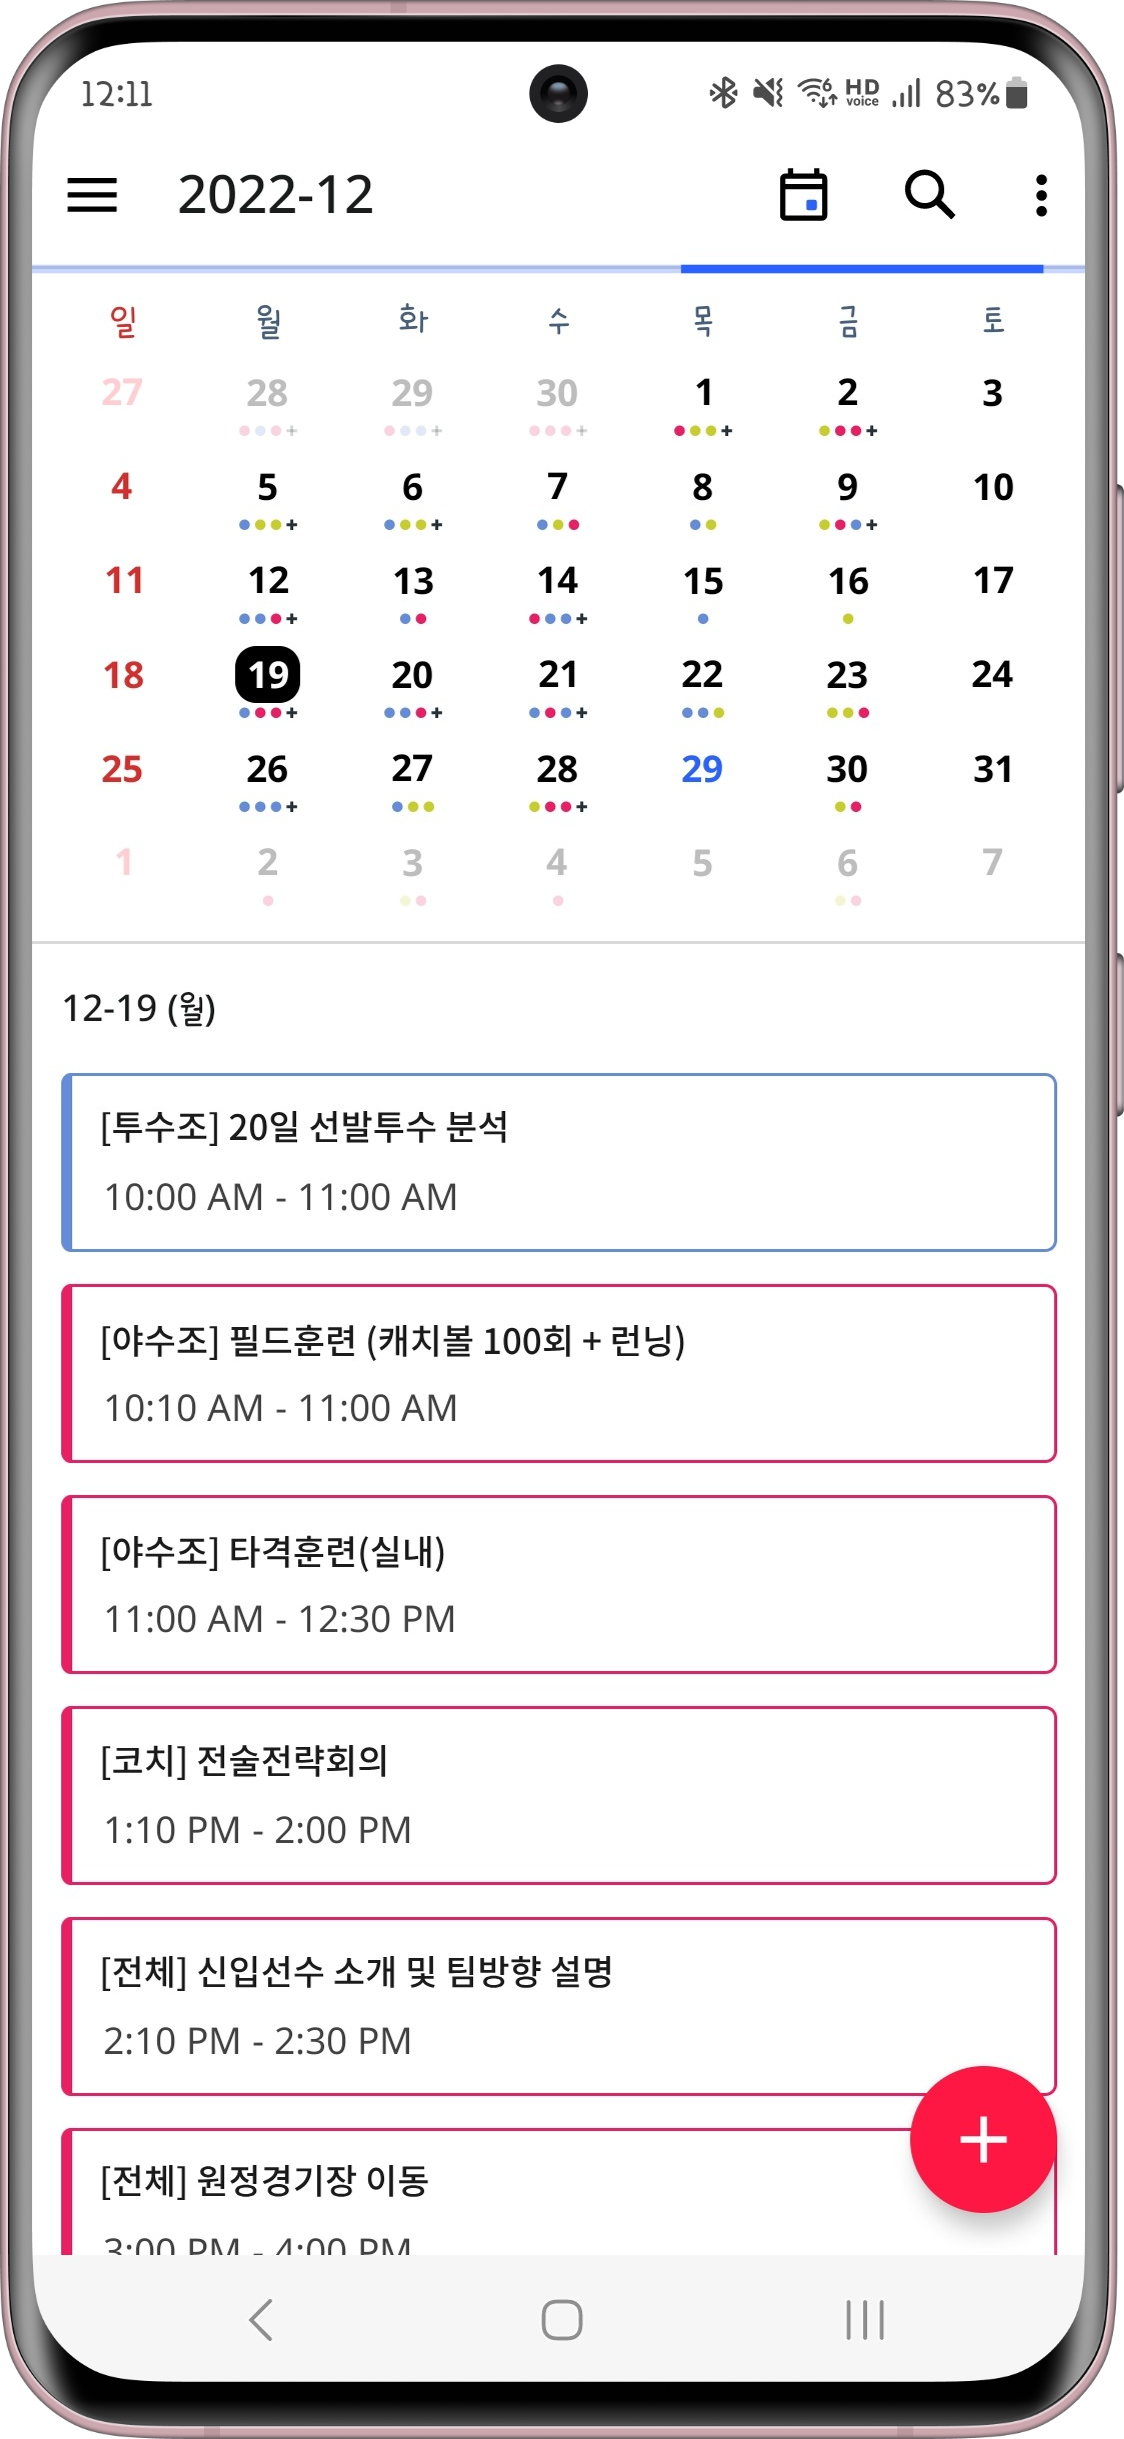 12:11 6 HD voice 83%
2022-12
일 월 화 수 목 금 토
27 28 29 30 1 2 3
4 5 6 7 8 9 10
11 12 13 14 15 16 17
18 19 20 21 22 23 24
25 26 27 28 29 30 31
1 2 3 4 5 6 7
12-19 (월)
[투수조] 20일 선발투수 분석
10:00 AM - 11:00 AM
[야수조] 필드훈련 (캐치볼 100회 + 런닝)
10:10 AM - 11:00 AM
[야수조] 타격훈련(실내)
11:00 AM - 12:30 PM
[코치] 전술전략회의
1:10 PM - 2:00 PM
[전체] 신입선수 소개 및 팀방향 설명
2:10 PM - 2:30 PM
[전체] 원정경기장 이동
3:00 PM - 4:00 PM